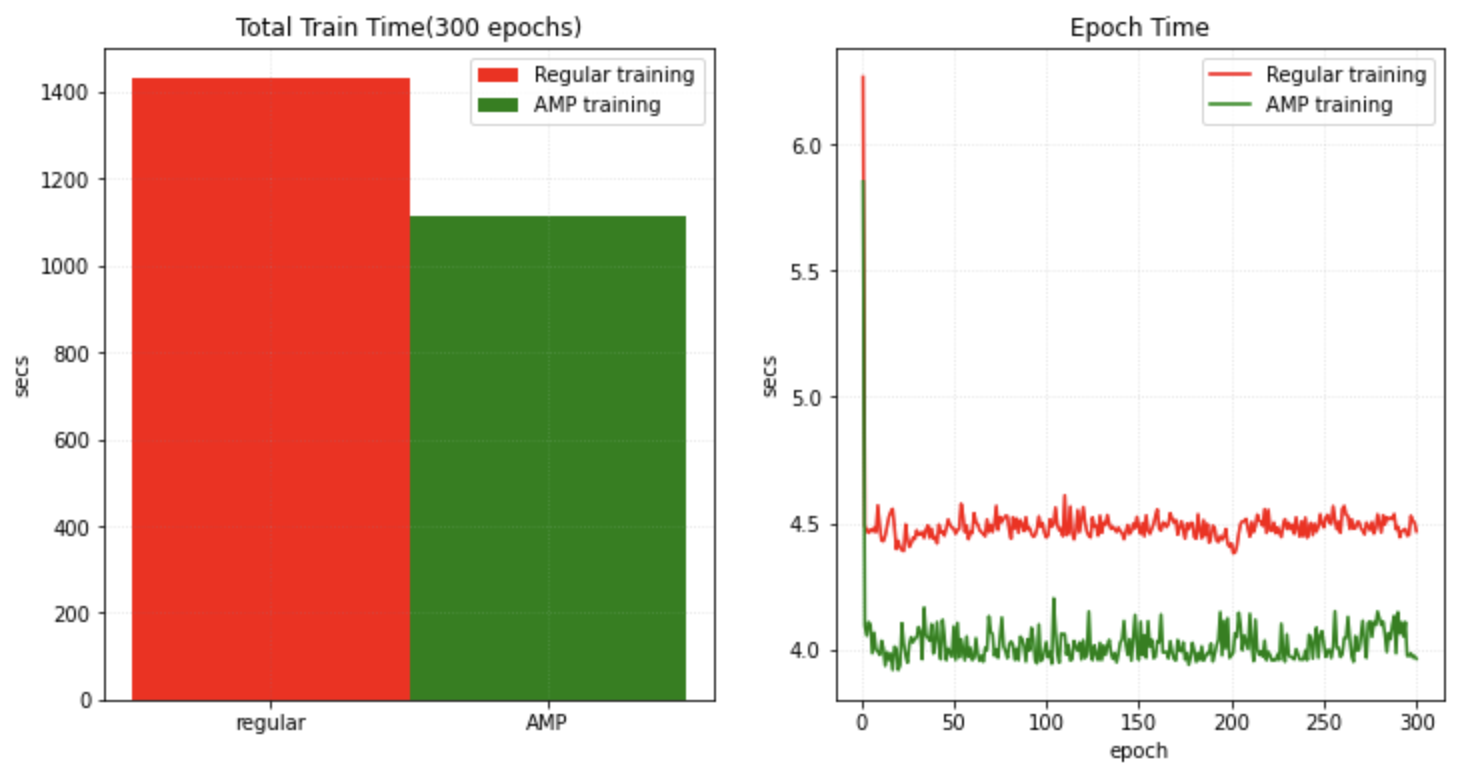 Total Train Time(300 epochs)
Regular training
AMP training
1400
1200
1000
800
600
400
200
0
secs
regular
AMP
Epoch Time
Regular training
AMP training
6.0
5.5
5.0
4.5
4.0
secs
0
50
100
150
200
250
300
epoch